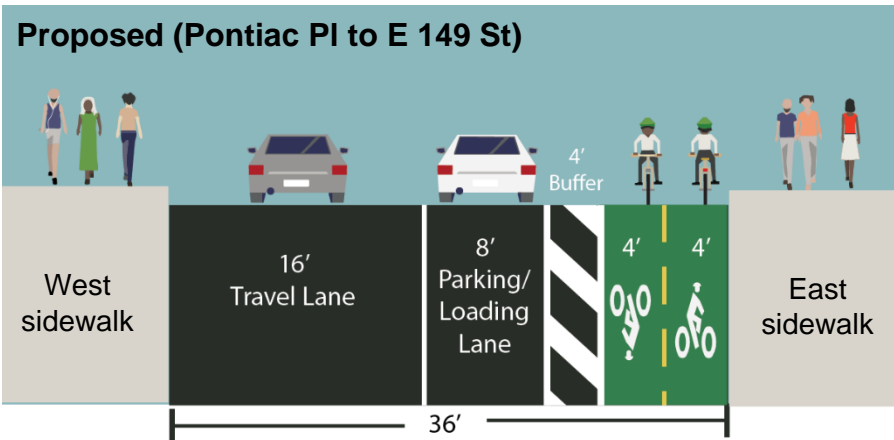 Proposed (Pontiac Pl to E 149 St)
4’
Buffer
West
sidewalk
16’
Travel Lane
8’
Parking/
Loading
Lane
4’
4’
East
sidewalk
36’